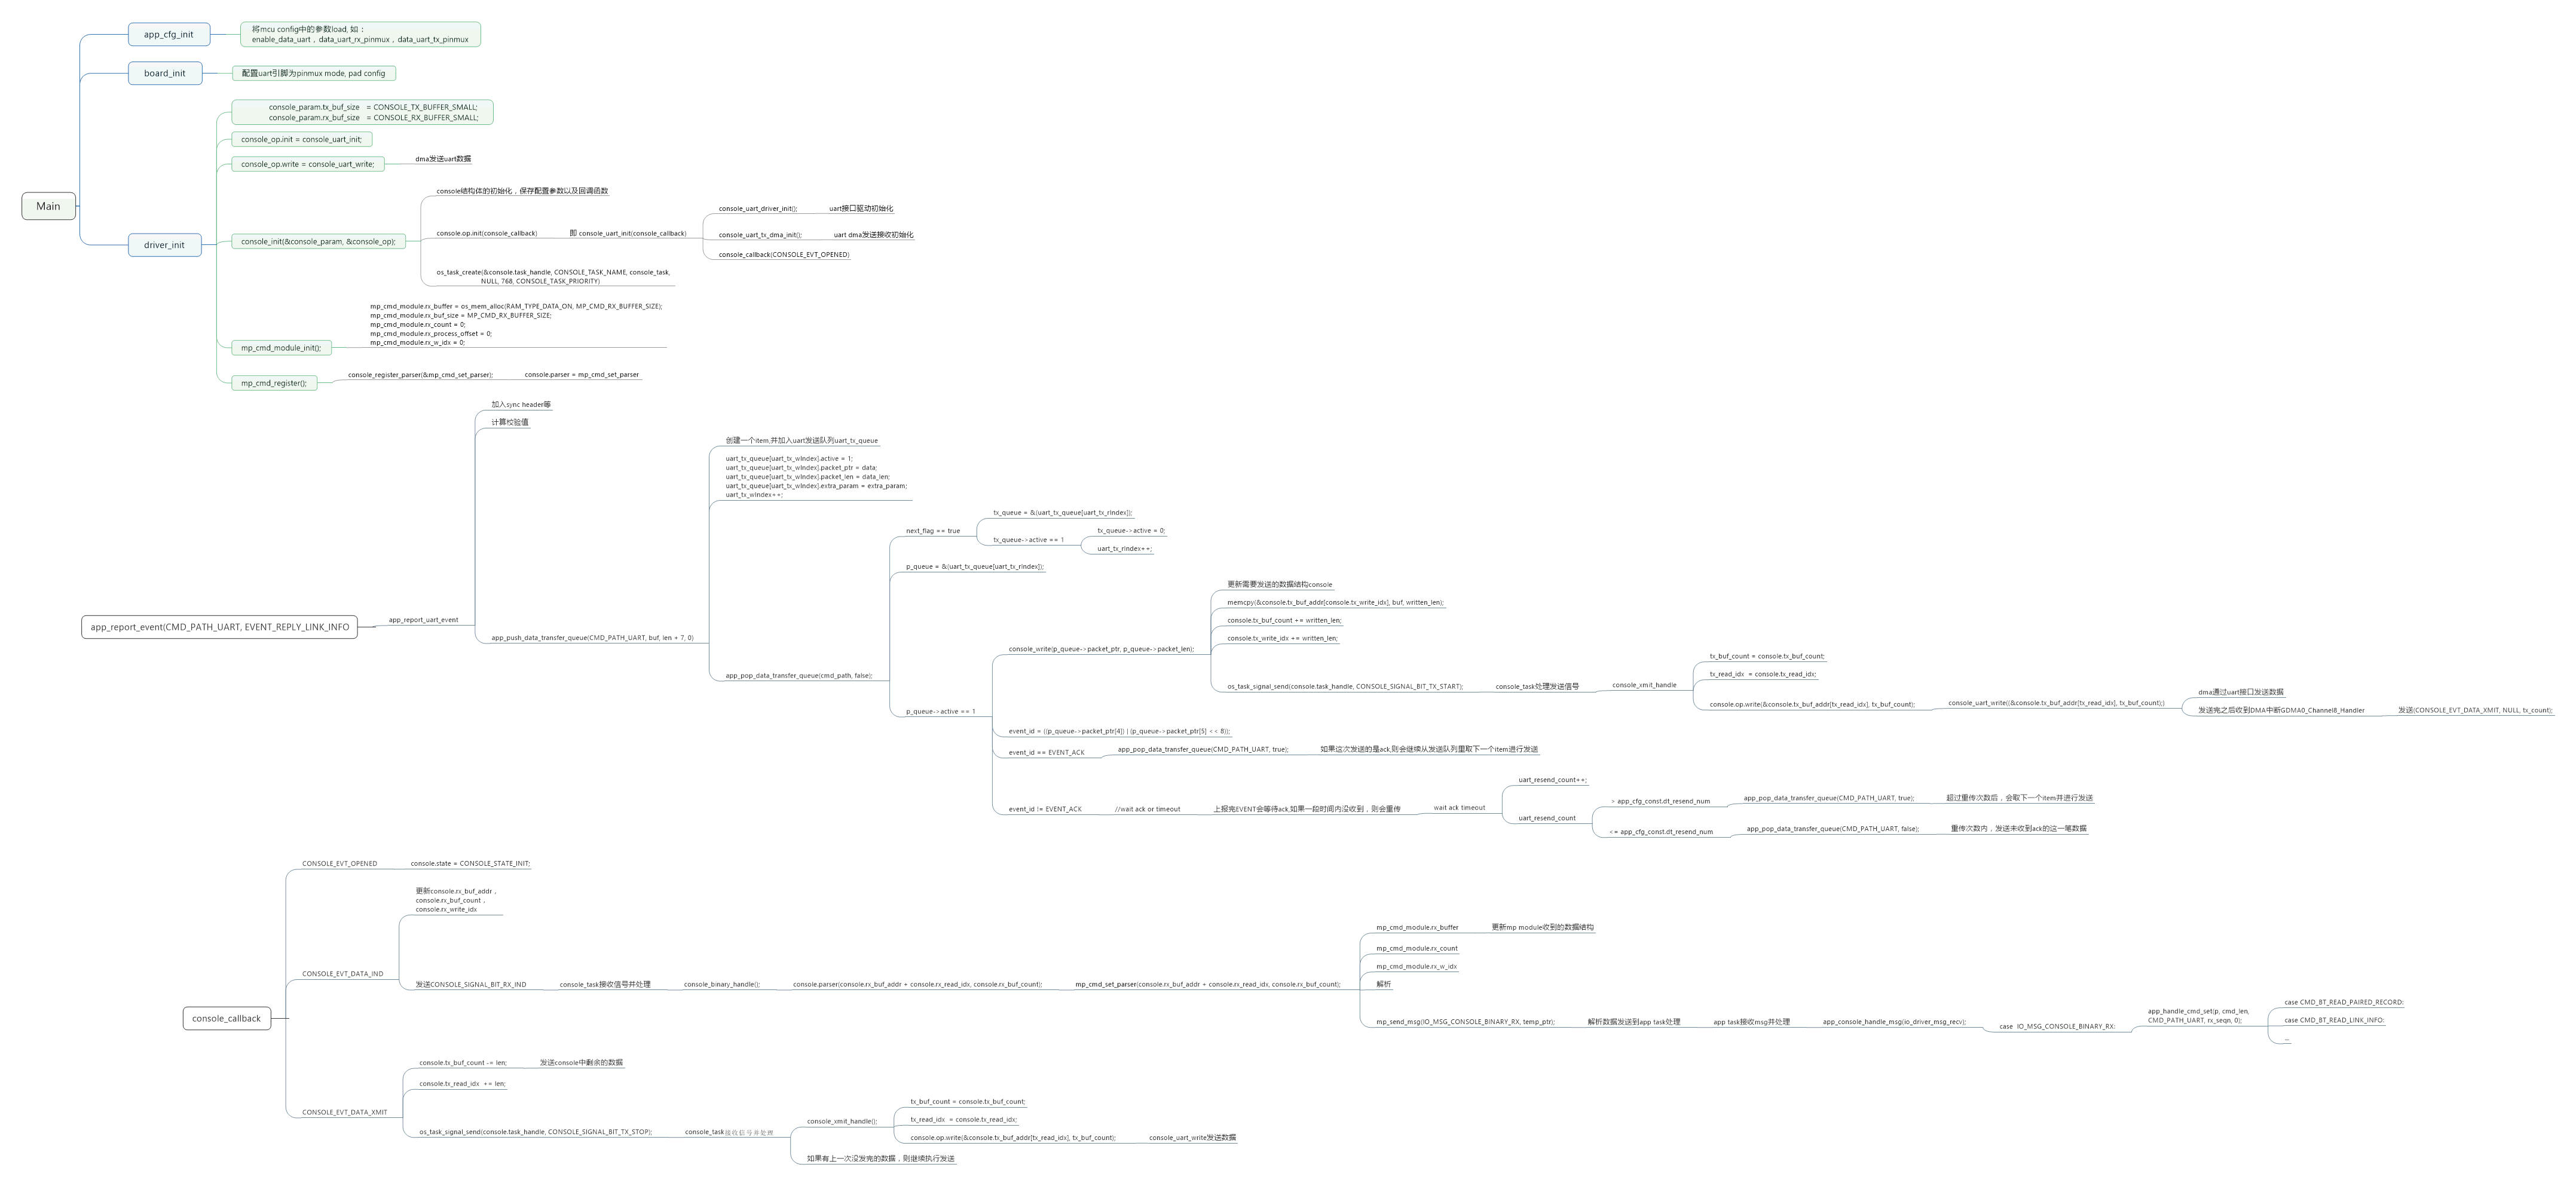 Main
app_cfg_init
将mcu config中的参数load, 如：
enable_data_uart，data_uart_rx_pinmux，data_uart_tx_pinmux
board_init
配置uart引脚为pinmux mode, pad config
driver_init
console_param.tx_buf_size = CONSOLE_TX_BUFFER_SMALL;
console_param.rx_buf_size = CONSOLE_RX_BUFFER_SMALL;
console_op.init = console_uart_init;
console_op.write = console_uart_write;
dma发送uart数据
console_init(&console_param, &console_op);
console结构体的初始化，保存配置参数以及回调函数
console.op.init(console_callback)
即 console_uart_init(console_callback)
console_uart_driver_init();
uart接口驱动初始化
console_uart_tx_dma_init();
uart dma发送接收初始化
console_callback(CONSOLE_EVT_OPENED)
os_task_create(&console.task_handle, CONSOLE_TASK_NAME, console_task,
NULL, 768, CONSOLE_TASK_PRIORITY)
mp_cmd_module_init();
mp_cmd_module.rx_buffer = os_mem_alloc(RAM_TYPE_DATA_ON, MP_CMD_RX_BUFFER_SIZE);
mp_cmd_module.rx_buf_size = MP_CMD_RX_BUFFER_SIZE;
mp_cmd_module.rx_count = 0;
mp_cmd_module.rx_process_offset = 0;
mp_cmd_module.rx_w_idx = 0;
mp_cmd_register();
console_register_parser(&mp_cmd_set_parser);
console.parser = mp_cmd_set_parser
app_report_event(CMD_PATH_UART, EVENT_REPLY_LINK_INFO
app_report_uart_event
加入sync header等
计算校验值
app_push_data_transfer_queue(CMD_PATH_UART, buf, len + 7, 0)
创建一个item,并加入uart发送队列uart_tx_queue
uart_tx_queue[uart_tx_wIndex].active = 1;
uart_tx_queue[uart_tx_wIndex].packet_ptr = data;
uart_tx_queue[uart_tx_wIndex].packet_len = data_len;
uart_tx_queue[uart_tx_wIndex].extra_param = extra_param;
uart_tx_wIndex++;
app_pop_data_transfer_queue(cmd_path, false);
next_flag == true
tx_queue = &(uart_tx_queue[uart_tx_rIndex]);
tx_queue->active == 1
tx_queue->active = 0;
uart_tx_rIndex++;
p_queue = &(uart_tx_queue[uart_tx_rIndex]);
p_queue->active == 1
console_write(p_queue->packet_ptr, p_queue->packet_len);
更新需要发送的数据结构console
memcpy(&console.tx_buf_addr[console.tx_write_idx], buf, written_len);
console.tx_buf_count += written_len;
console.tx_write_idx += written_len;
os_task_signal_send(console.task_handle, CONSOLE_SIGNAL_BIT_TX_START);
console_task处理发送信号
console_xmit_handle
tx_buf_count = console.tx_buf_count;
tx_read_idx = console.tx_read_idx;
console.op.write(&console.tx_buf_addr[tx_read_idx], tx_buf_count);
console_uart_write((&console.tx_buf_addr[tx_read_idx], tx_buf_count);)
dma通过uart接口发送数据
发送完之后收到DMA中断GDMA0_Channel8_Handler
发送(CONSOLE_EVT_DATA_XMIT, NULL, tx_count);
event_id = ((p_queue->packet_ptr[4]) | (p_queue->packet_ptr[5] << 8));
event_id == EVENT_ACK
app_pop_data_transfer_queue(CMD_PATH_UART, true);
如果这次发送的是ack,则会继续从发送队列重取下一个item进行发送
event_id != EVENT_ACK
//wait ack or timeout
上报完EVENT会等待ack,如果一段时间内没收到，则会重传
wait ack timeout
uart_resend_count++;
uart_resend_count
> app_cfg_const.dt_resend_num
app_pop_data_transfer_queue(CMD_PATH_UART, true);
超过重传次数后，会取下一个item并进行发送
<= app_cfg_const.dt_resend_num
app_pop_data_transfer_queue(CMD_PATH_UART, false);
重传次数内，发送未收到ack的这一笔数据
console_callback
CONSOLE_EVT_OPENED
console.state = CONSOLE_STATE_INIT;
CONSOLE_EVT_DATA_IND
更新console.rx_buf_addr，
console.rx_buf_count，
console.rx_write_idx
发送CONSOLE_SIGNAL_BIT_RX_IND
console_task接收信号并处理
console_binary_handle();
console.parser(console.rx_buf_addr + console.rx_read_idx, console.rx_buf_count);
mp_cmd_set_parser(console.rx_buf_addr + console.rx_read_idx, console.rx_buf_count);
mp_cmd_module.rx_buffer
更新mp module收到的数据结构
mp_cmd_module.rx_count
mp_cmd_module.rx_w_idx
解析
mp_send_msg(IO_MSG_CONSOLE_BINARY_RX, temp_ptr);
解析数据发送到app task处理
app task接收msg并处理
app_console_handle_msg(io_driver_msg_recv);
case IO_MSG_CONSOLE_BINARY_RX:
app_handle_cmd_set(p, cmd_len,
CMD_PATH_UART, rx_seqn, 0);
case CMD_BT_READ_PAIRED_RECORD:
case CMD_BT_READ_LINK_INFO:
...
CONSOLE_EVT_DATA_XMIT
console.tx_buf_count -= len;
发送console中剩余的数据
console.tx_read_idx += len;
os_task_signal_send(console.task_handle, CONSOLE_SIGNAL_BIT_TX_STOP);
console_task接收信号并处理
console_xmit_handle();
tx_buf_count = console.tx_buf_count;
tx_read_idx = console.tx_read_idx;
console.op.write(&console.tx_buf_addr[tx_read_idx], tx_buf_count);
console_uart_write发送数据
如果有上一次没发完的数据，则继续执行发送